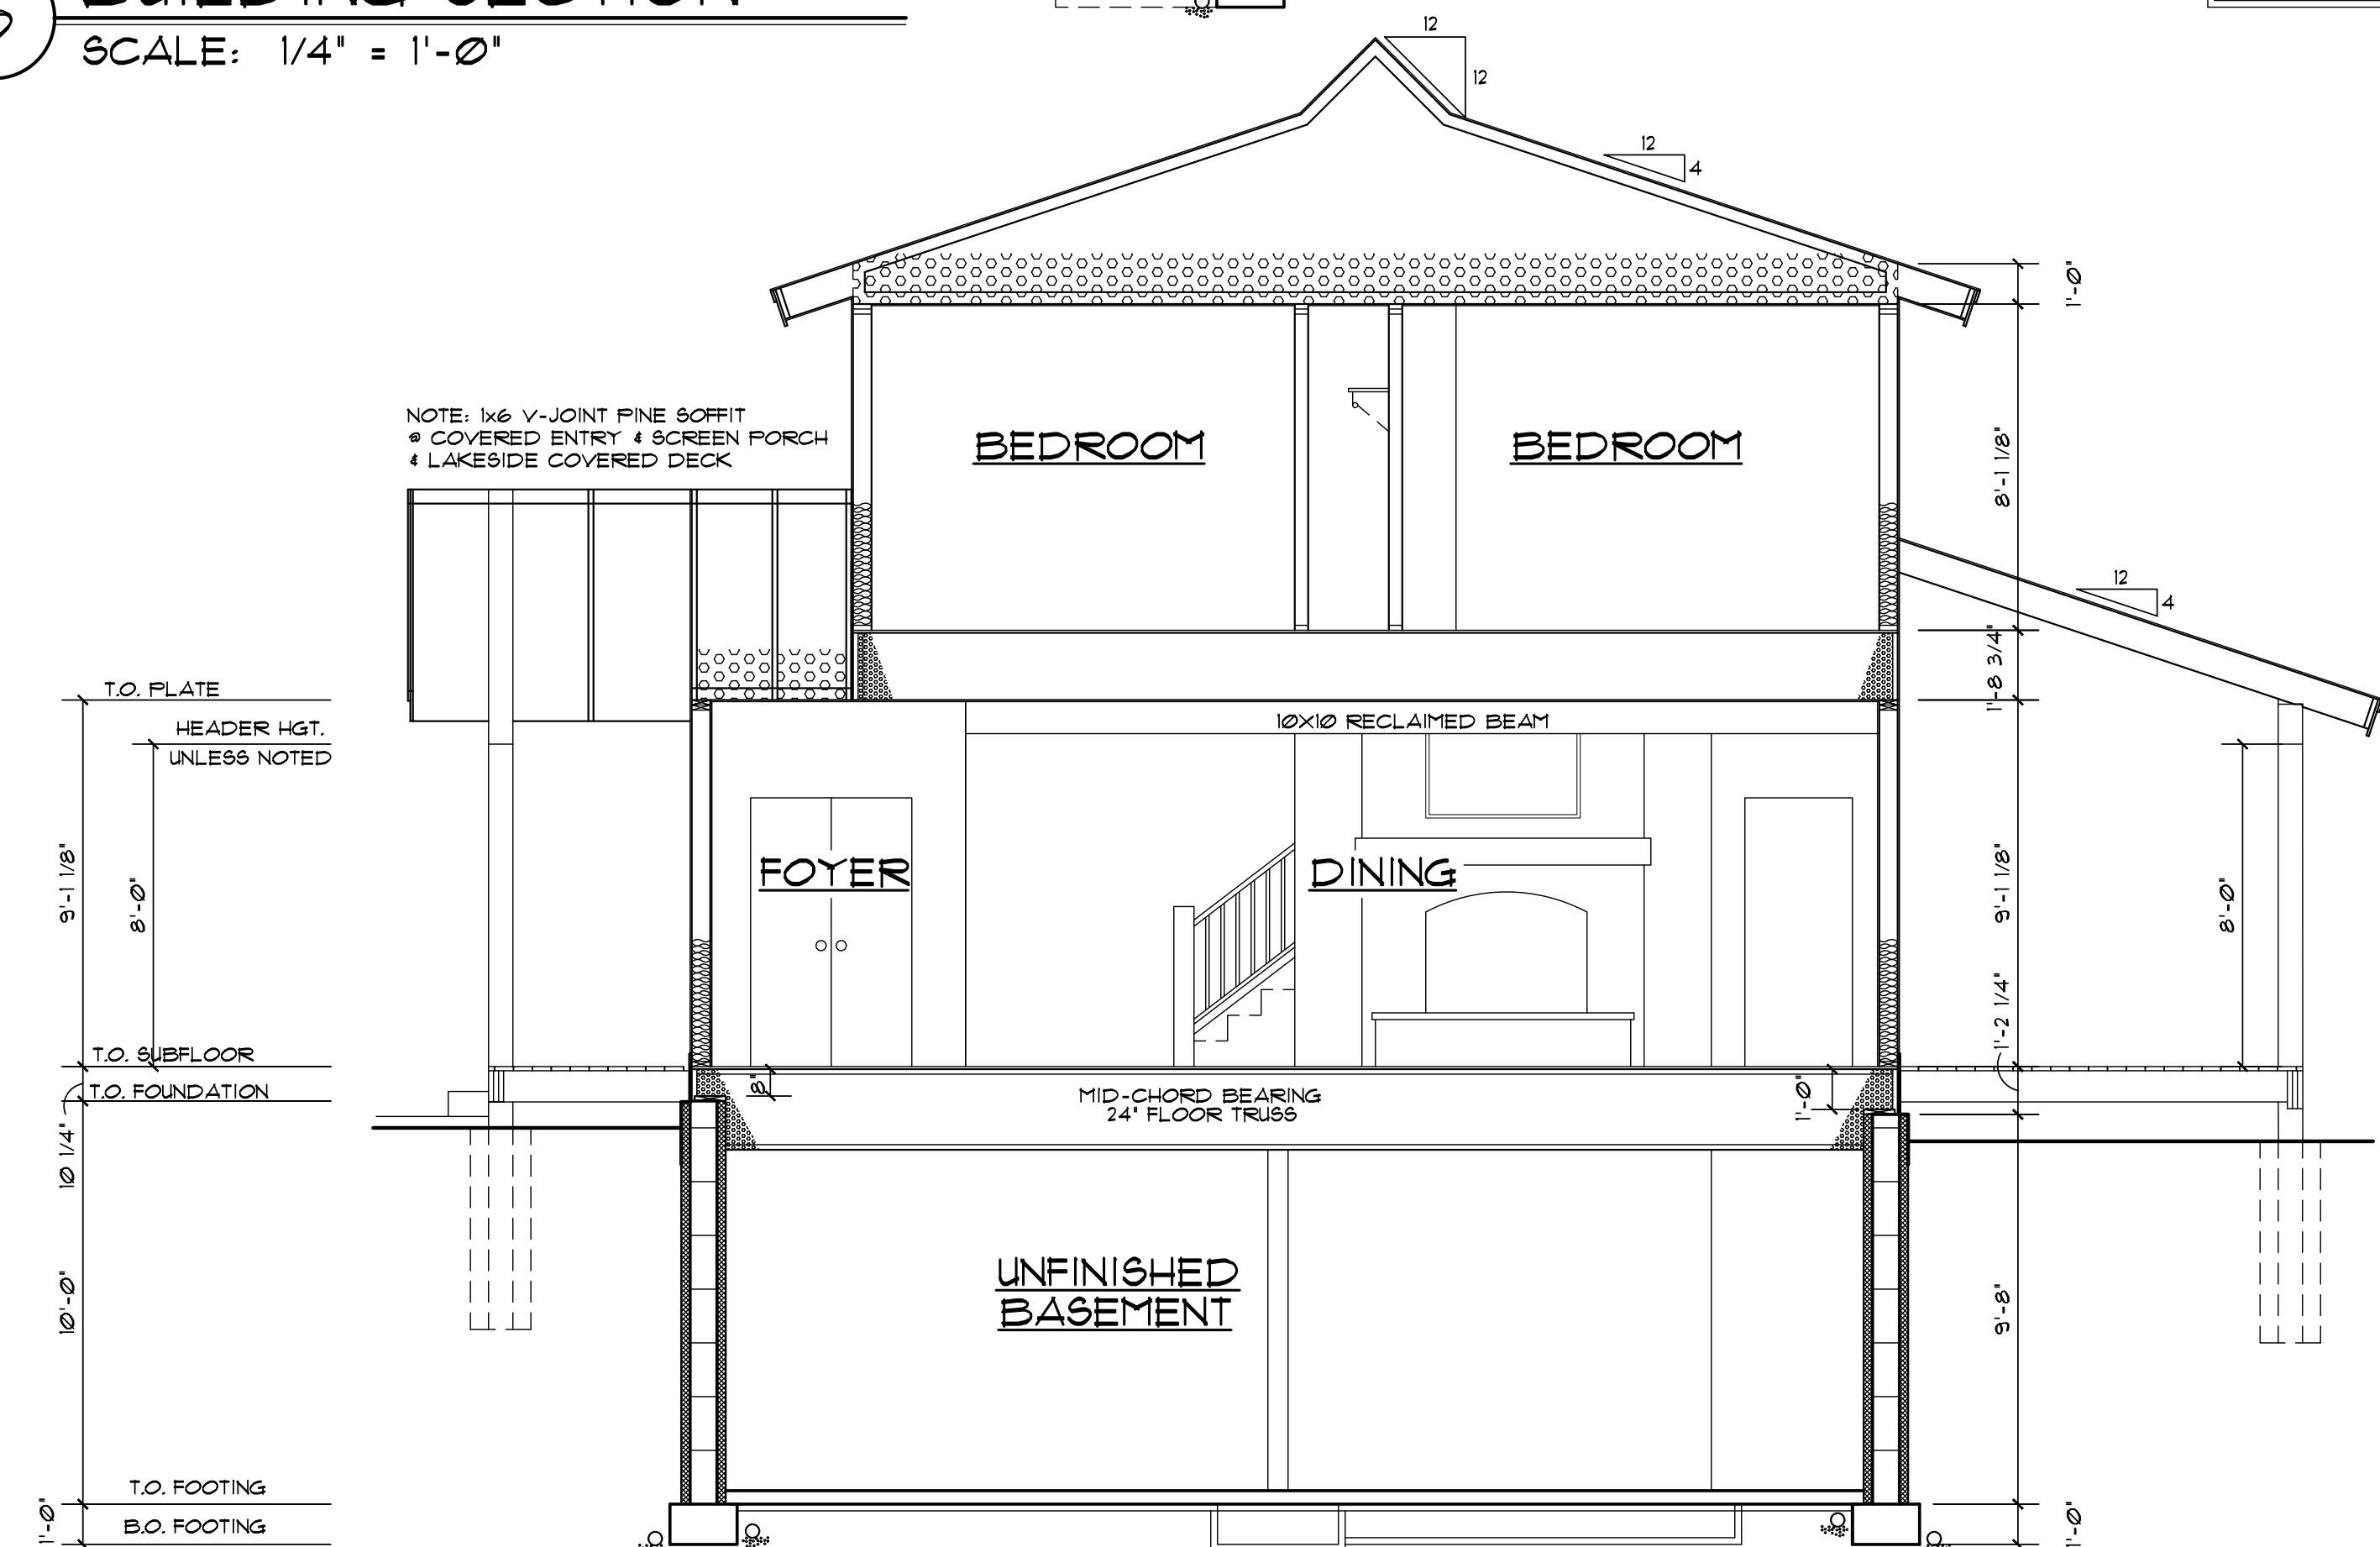 BUILDING SECTION
SCALE: 1/4" = 1'-0"
12
12
12
4
1'-0"
NOTE: 1x6 V-JOINT PINE SOFFIT
@ COVERED ENTRY & SCREEN PORCH
& LAKESIDE COVERED DECK
BEDROOM
BEDROOM
8'-1 1/8"
12
4
1'-8 3/4"
T.O. PLATE
HEADER HGT.
UNLESS NOTED
10X10 RECLAIMED BEAM
9'-1 1/8"
8'-0"
FOYER
DINING
9'-1 1/8"
8'-0"
1'-2 1/4"
T.O. SUBFLOOR
T.O. FOUNDATION
8"
MID-CHORD BEARING
24" FLOOR TRUSS
1'-0"
10 1/4"
10'-0"
UNFINISHED
BASEMENT
9'-8"
T.O. FOOTING
B.O. FOOTING
1'-0"
1'-0"